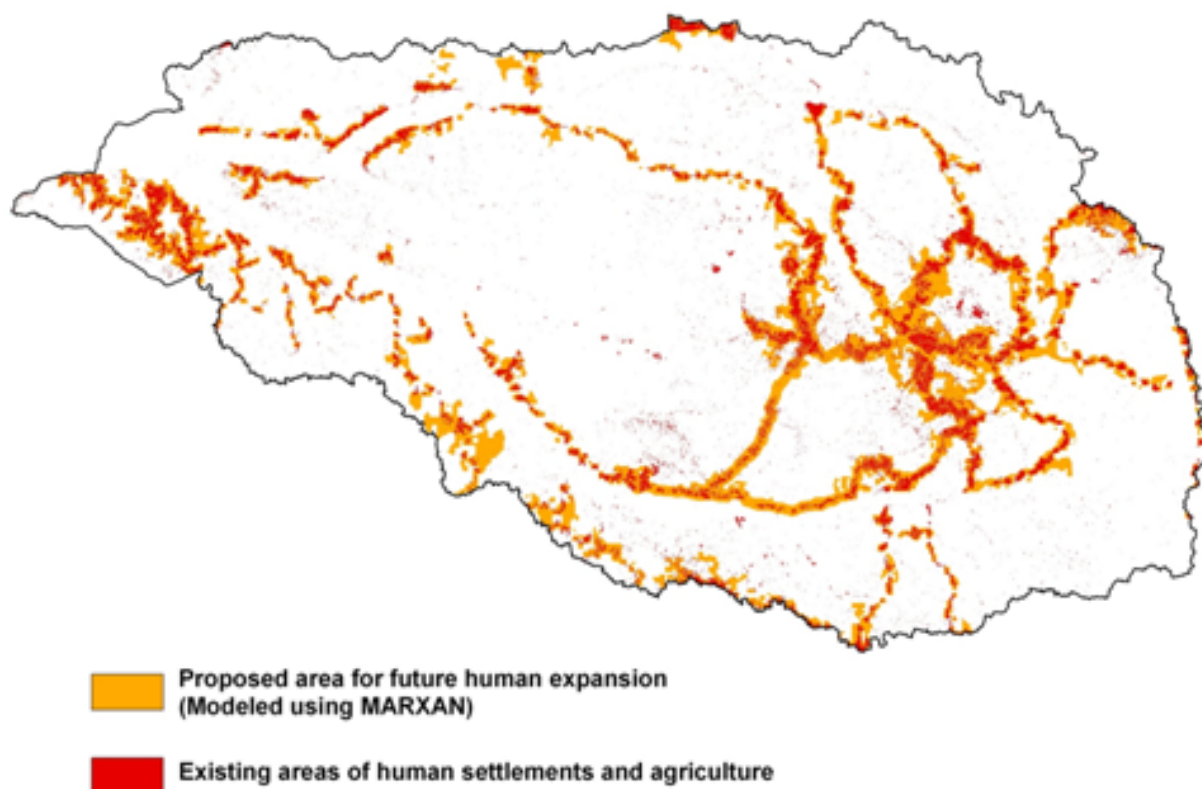 Proposed area for future human expansion
(Modeled using MARXAN)
Existing areas of human settlements and agriculture